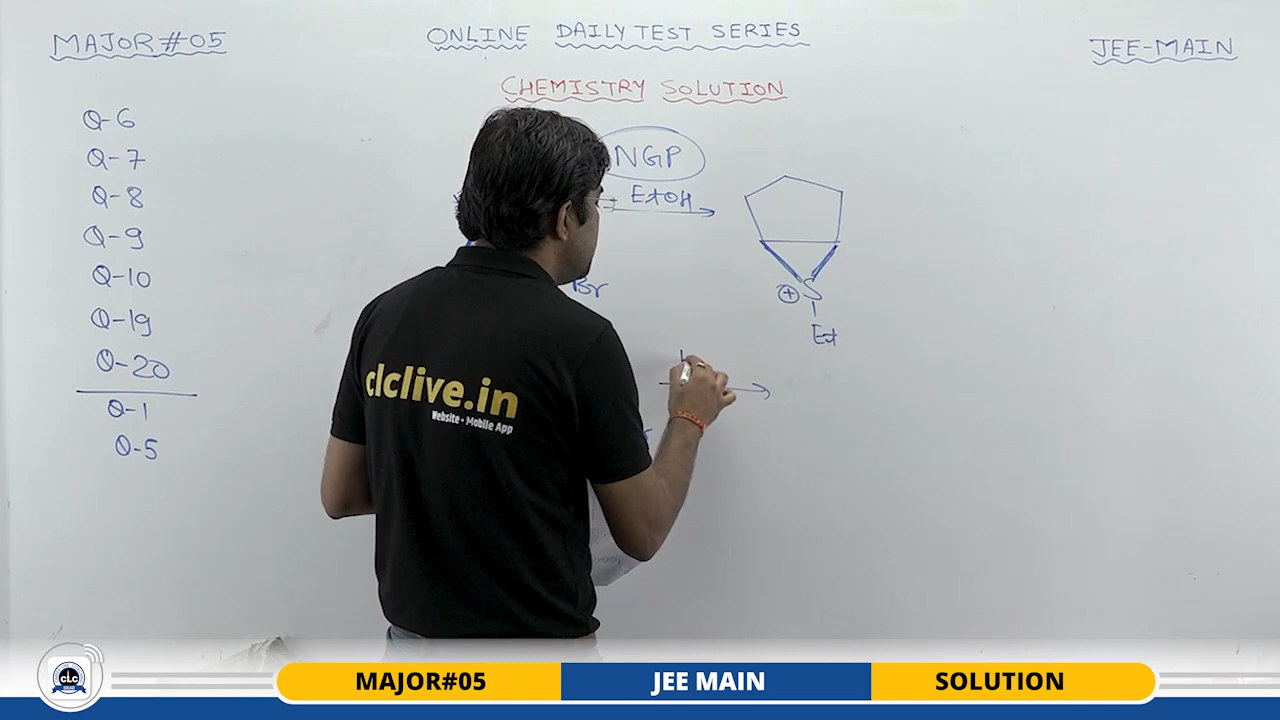 MAJOR#05
ONLINE DAILY TEST SERIES
JEE-MAIN
CHEMISTRY SOLUTION
Q-6
Q-7
Q-8
Q-9
Q-10
Q-19
Q-20
Q-1
Q-5
NGP
EtOH
Br
⊕S
Et
clclive.in
Website • Mobile App
CLC
MAJOR#05
JEE MAIN
SOLUTION